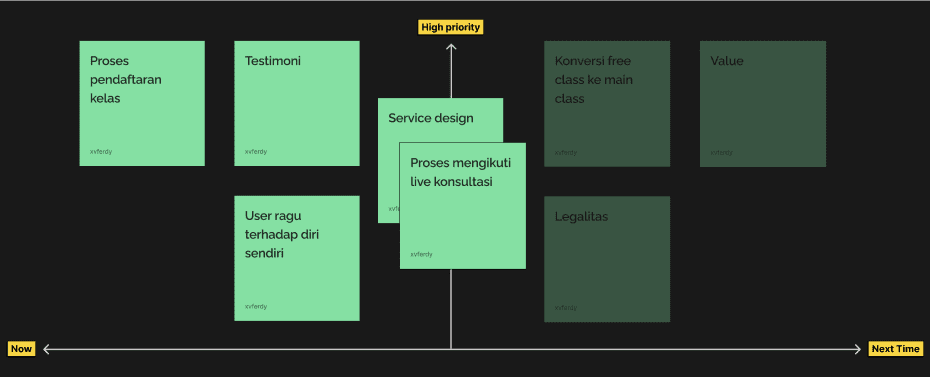 High priority
Proses
pendaftaran
kelas
xvferdy
Testimoni
Service design
xvf
Proses mengikuti
live konsultasi
xvferdy
Konversi free
class ke main
class
xvferdy
Value
xvferdy
User ragu
terhadap diri
sendiri
xvferdy
Legalitas
xvferdy
Now
Next Time